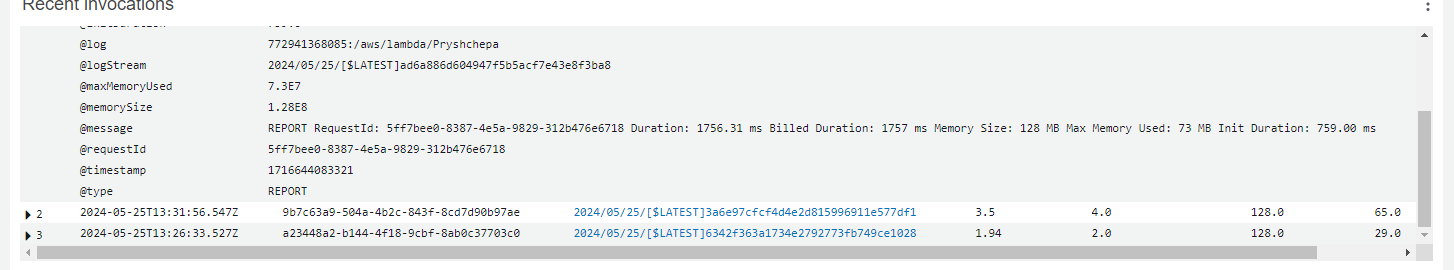 Recent invocations
@log 772941368085:/aws/lambda/Pryshchepa
@logStream 2024/05/25/[$LATEST]ad6a886d604947f5b5acf7e43e8f3ba8
@maxMemoryUsed 7.3E7
@memorySize 1.28E8
@message REPORT RequestId: 5ff7bee0-8387-4e5a-9829-312b476e6718 Duration: 1756.31 ms Billed Duration: 1757 ms Memory Size: 128 MB Max Memory Used: 73 MB Init Duration: 759.00 ms
@requestId 5ff7bee0-8387-4e5a-9829-312b476e6718
@timestamp 1716644083321
@type REPORT
2 2024-05-25T13:31:56.547Z 9b7c63a9-504a-4b2c-843f-8cd7d90b97ae 2024/05/25/[$LATEST]3a6e97cfcf4d4e2d815996911e577df1 3.5 4.0 128.0 65.0
3 2024-05-25T13:26:33.527Z a23448a2-b144-4f18-9cbf-8ab0c37703c0 2024/05/25/[$LATEST]6342f363a1734e2792773fb749ce1028 1.94 2.0 128.0 29.0